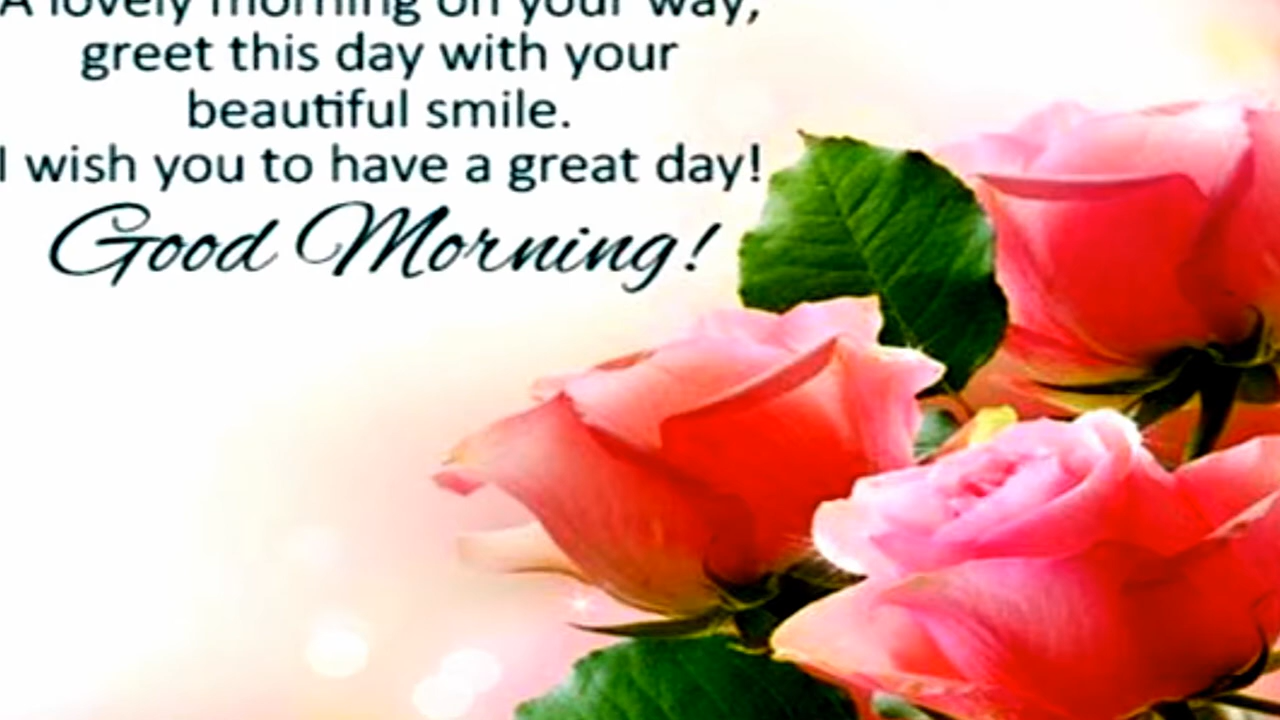 A lovely morning on your way,
greet this day with your
beautiful smile.
I wish you to have a great day!
Good Morning!